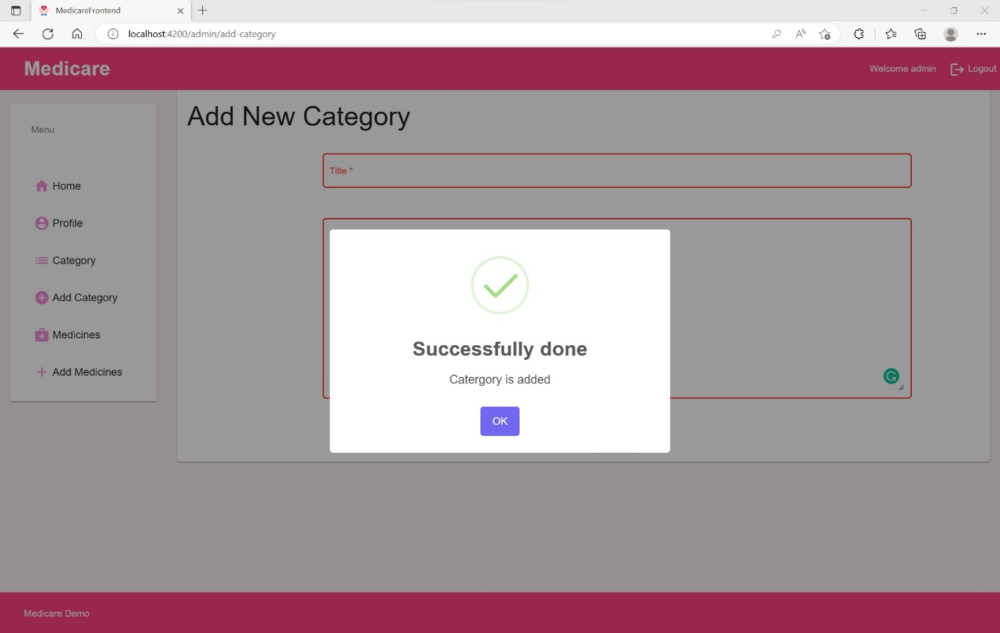 MedicareFrontend
localhost:4200/admin/add-category
Medicare
Welcome admin
Logout
Menu
Home
Profile
Category
Add Category
Medicines
Add Medicines
Add New Category
Title *
Successfully done
Catergory is added
OK
Medicare Demo